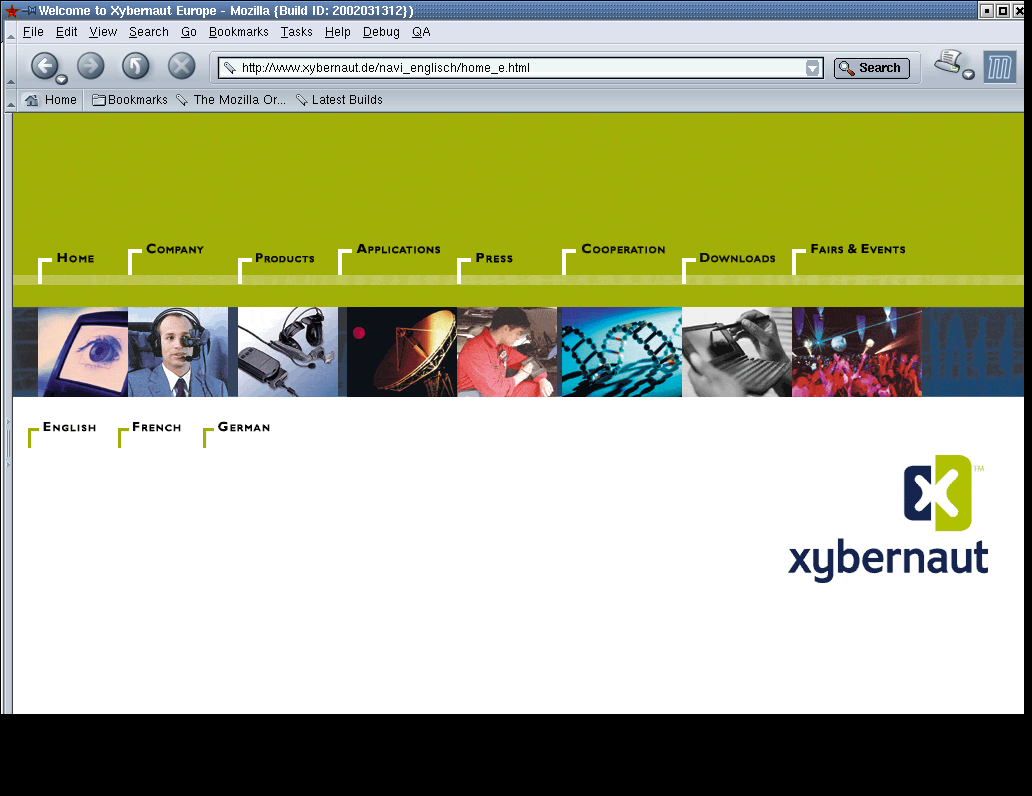 Welcome to Xybernaut Europe - Mozilla {Build ID: 2002031312}
File Edit View Search Go Bookmarks Tasks Help Debug QA
http://www.xybernaut.de/navi_englisch/home_e.html Search
Home Bookmarks The Mozilla Or... Latest Builds
HOME COMPANY PRODUCTS APPLICATIONS PRESS COOPERATION DOWNLOADS FAIRS & EVENTS
ENGLISH FRENCH GERMAN
X TM
xybernaut